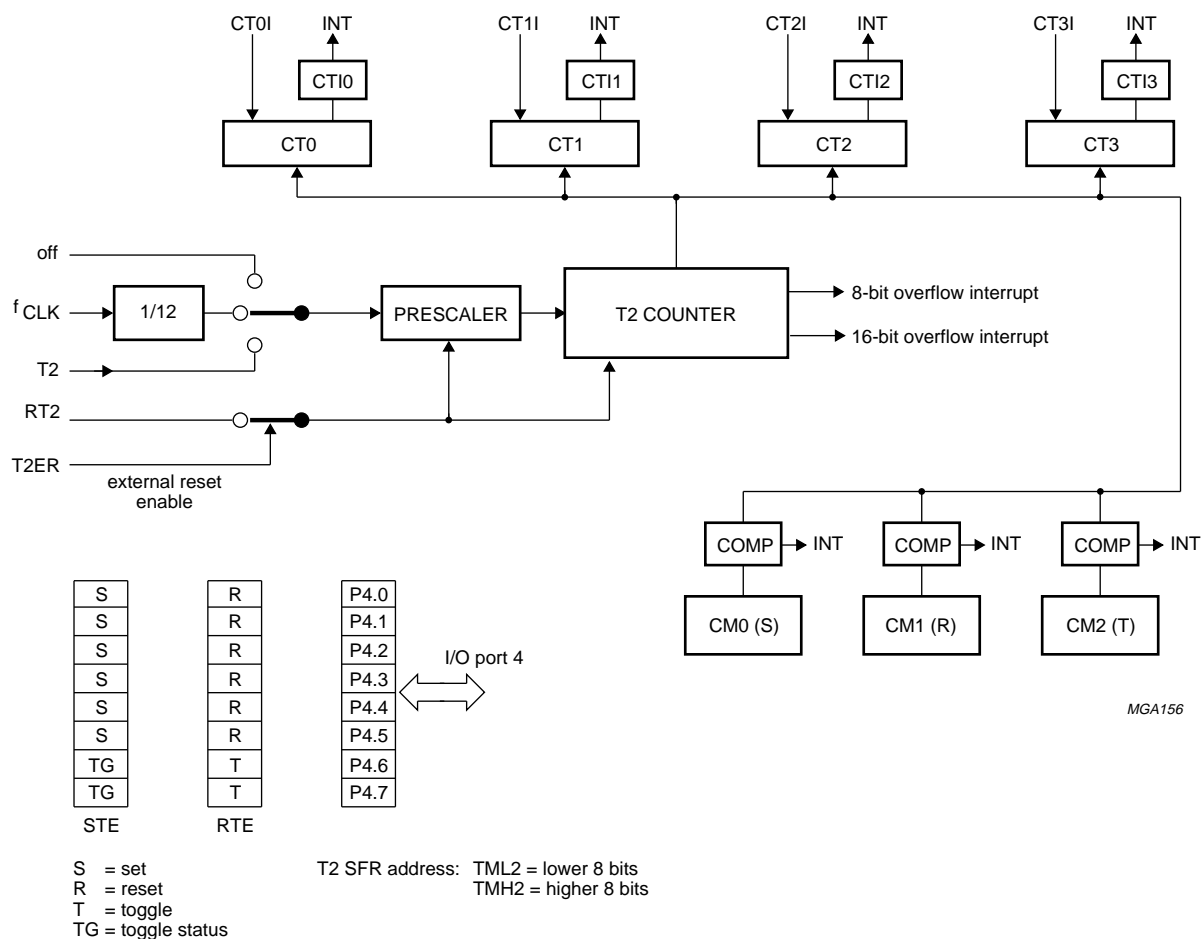 CT0I INT CT1I INT CT2I INT CT3I INT
CTI0 CTI1 CTI2 CTI3
CT0 CT1 CT2 CT3
off
f CLK 1/12 PRESCALER T2 COUNTER
8-bit overflow interrupt
16-bit overflow interrupt
T2
RT2
T2ER
external reset
enable
COMP INT COMP INT COMP INT
CM0 (S) CM1 (R) CM2 (T)
S R P4.0
S R P4.1
S R P4.2
S R P4.3
S R P4.4
S R P4.5
TG T P4.6
TG T P4.7
I/O port 4
STE RTE
MGA156
S = set
R = reset
T = toggle
TG = toggle status
T2 SFR address: TML2 = lower 8 bits
TMH2 = higher 8 bits